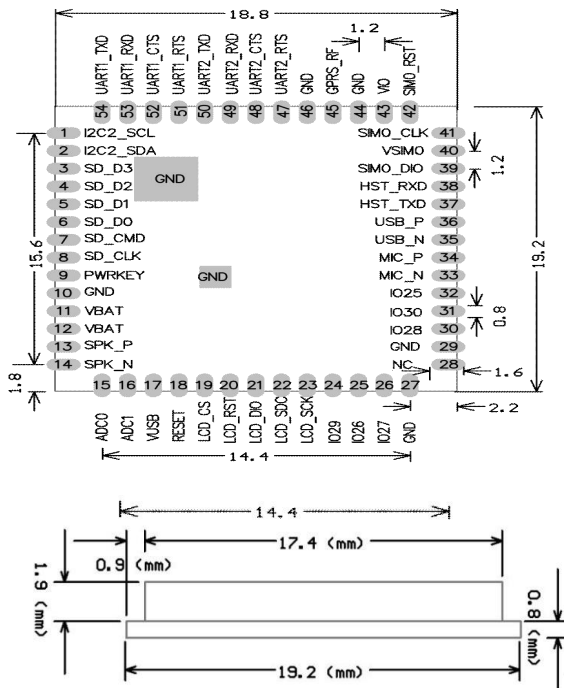 18.8
1.2
UART1_TXD
UART1_RXD
UART1_CTS
UART1_RTS
UART2_TXD
UART2_RXD
UART2_CTS
UART2_RTS
GND
GPRS_RF
GND
VIO
SIM0_RST
54 53 52 51 50 49 48 47 46 45 44 43 42
1 I2C2_SCL
2 I2C2_SDA
3 SD_D3
4 SD_D2
5 SD_D1
6 SD_D0
7 SD_CMD
8 SD_CLK
9 PWRKEY
10 GND
11 VBAT
12 VBAT
13 SPK_P
14 SPK_N
GND
GND
SIM0_CLK 41
VSIM0 40
SIM0_DIO 39
HST_RXD 38
HST_TXD 37
USB_P 36
USB_N 35
MIC_P 34
MIC_N 33
IO25 32
IO30 31
IO28 30
GND 29
NC 28
15.6
1.8
1.2
19.2
0.8
1.6
2.2
15 16 17 18 19 20 21 22 23 24 25 26 27
ADC0
ADC1
VUSB
RESET
LCD_CS
LCD_RST
LCD_DIO
LCD_SDC
LCD_SCK
IO29
IO26
IO27
GND
14.4
14.4
17.4 (mm)
0.9 (mm)
1.9 (mm)
0.8 (mm)
19.2 (mm)